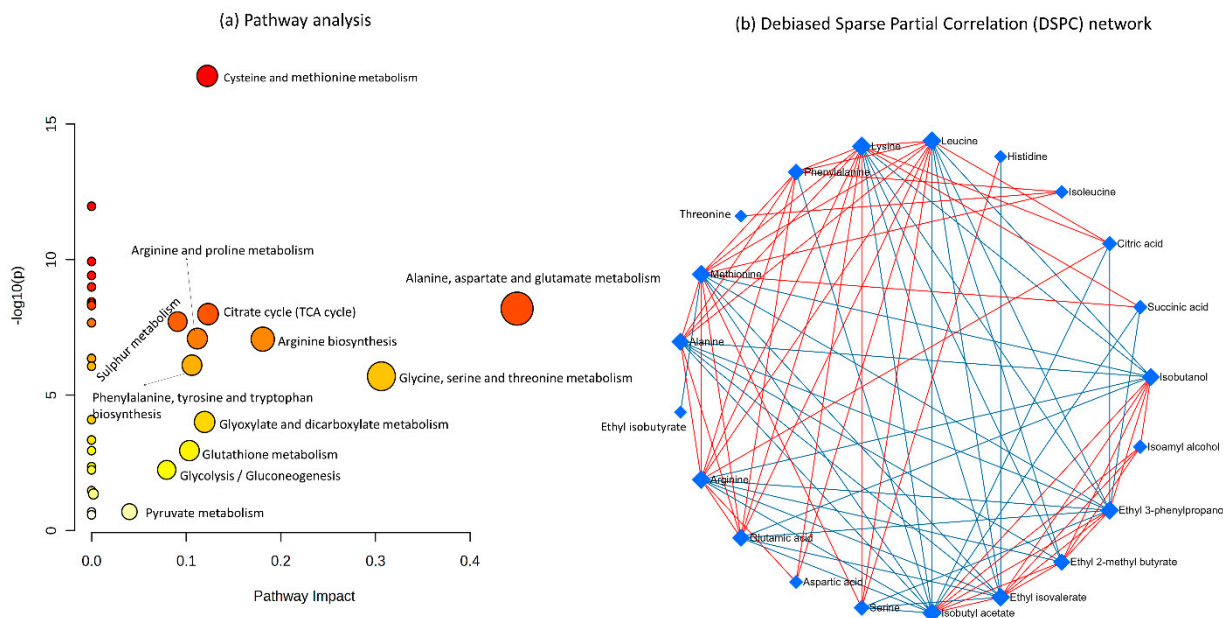 (a) Pathway analysis
Cysteine and methionine metabolism
15
10
5
0
-log10(p)
Arginine and proline metabolism
Alanine, aspartate and glutamate metabolism
Sulphur metabolism
Citrate cycle (TCA cycle)
Arginine biosynthesis
Glycine, serine and threonine metabolism
Phenylalanine, tyrosine and tryptophan
biosynthesis
Glyoxylate and dicarboxylate metabolism
Glutathione metabolism
Glycolysis / Gluconeogenesis
Pyruvate metabolism
0.0
0.1
0.2
0.3
0.4
Pathway Impact
(b) Debiased Sparse Partial Correlation (DSPC) network
Lysine
Leucine
Histidine
Phenylalanine
Isoleucine
Threonine
Citric acid
Methionine
Succinic acid
Alanine
Isobutanol
Ethyl isobutyrate
Isoamyl alcohol
Arginine
Ethyl 3-phenylpropano
Glutamic acid
Ethyl 2-methyl butyrate
Aspartic acid
Ethyl isovalerate
Serine
Isobutyl acetate